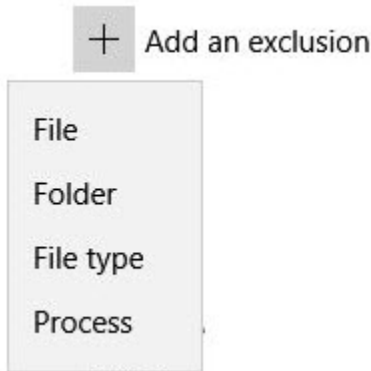 Add an exclusion
File
Folder
File type
Process